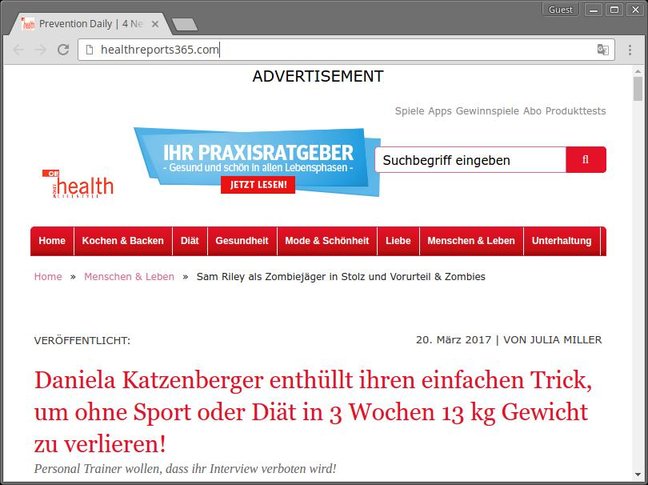 Guest
Prevention Daily | 4 Ne
healthreports365.com
ADVERTISEMENT
Spiele Apps Gewinnspiele Abo Produkttests
IHR PRAXISRATGEBER
- Gesund und schön in allen Lebensphasen -
JETZT LESEN!
Suchbegriff eingeben
health
Home Kochen & Backen Diät Gesundheit Mode & Schönheit Liebe Menschen & Leben Unterhaltung
Home » Menschen & Leben » Sam Riley als Zombiejäger in Stolz und Vorurteil & Zombies
VERÖFFENTLICHT: 20. März 2017 | VON JULIA MILLER
Daniela Katzenberger enthüllt ihren einfachen Trick,
um ohne Sport oder Diät in 3 Wochen 13 kg Gewicht
zu verlieren!
Personal Trainer wollen, dass ihr Interview verboten wird!